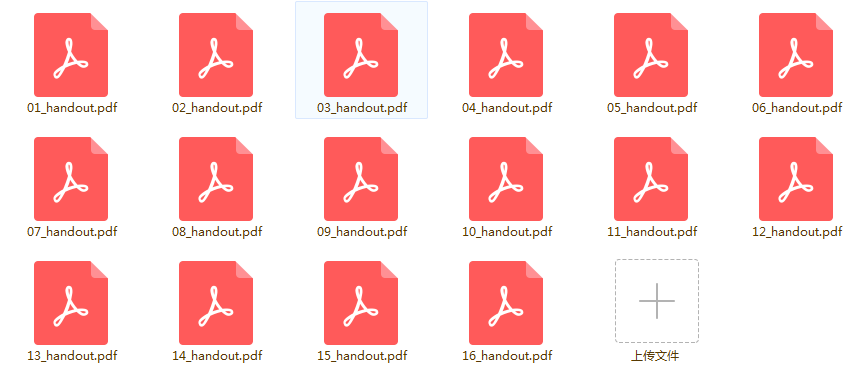 01_handout.pdf
02_handout.pdf
03_handout.pdf
04_handout.pdf
05_handout.pdf
06_handout.pdf
07_handout.pdf
08_handout.pdf
09_handout.pdf
10_handout.pdf
11_handout.pdf
12_handout.pdf
13_handout.pdf
14_handout.pdf
15_handout.pdf
16_handout.pdf
上传文件